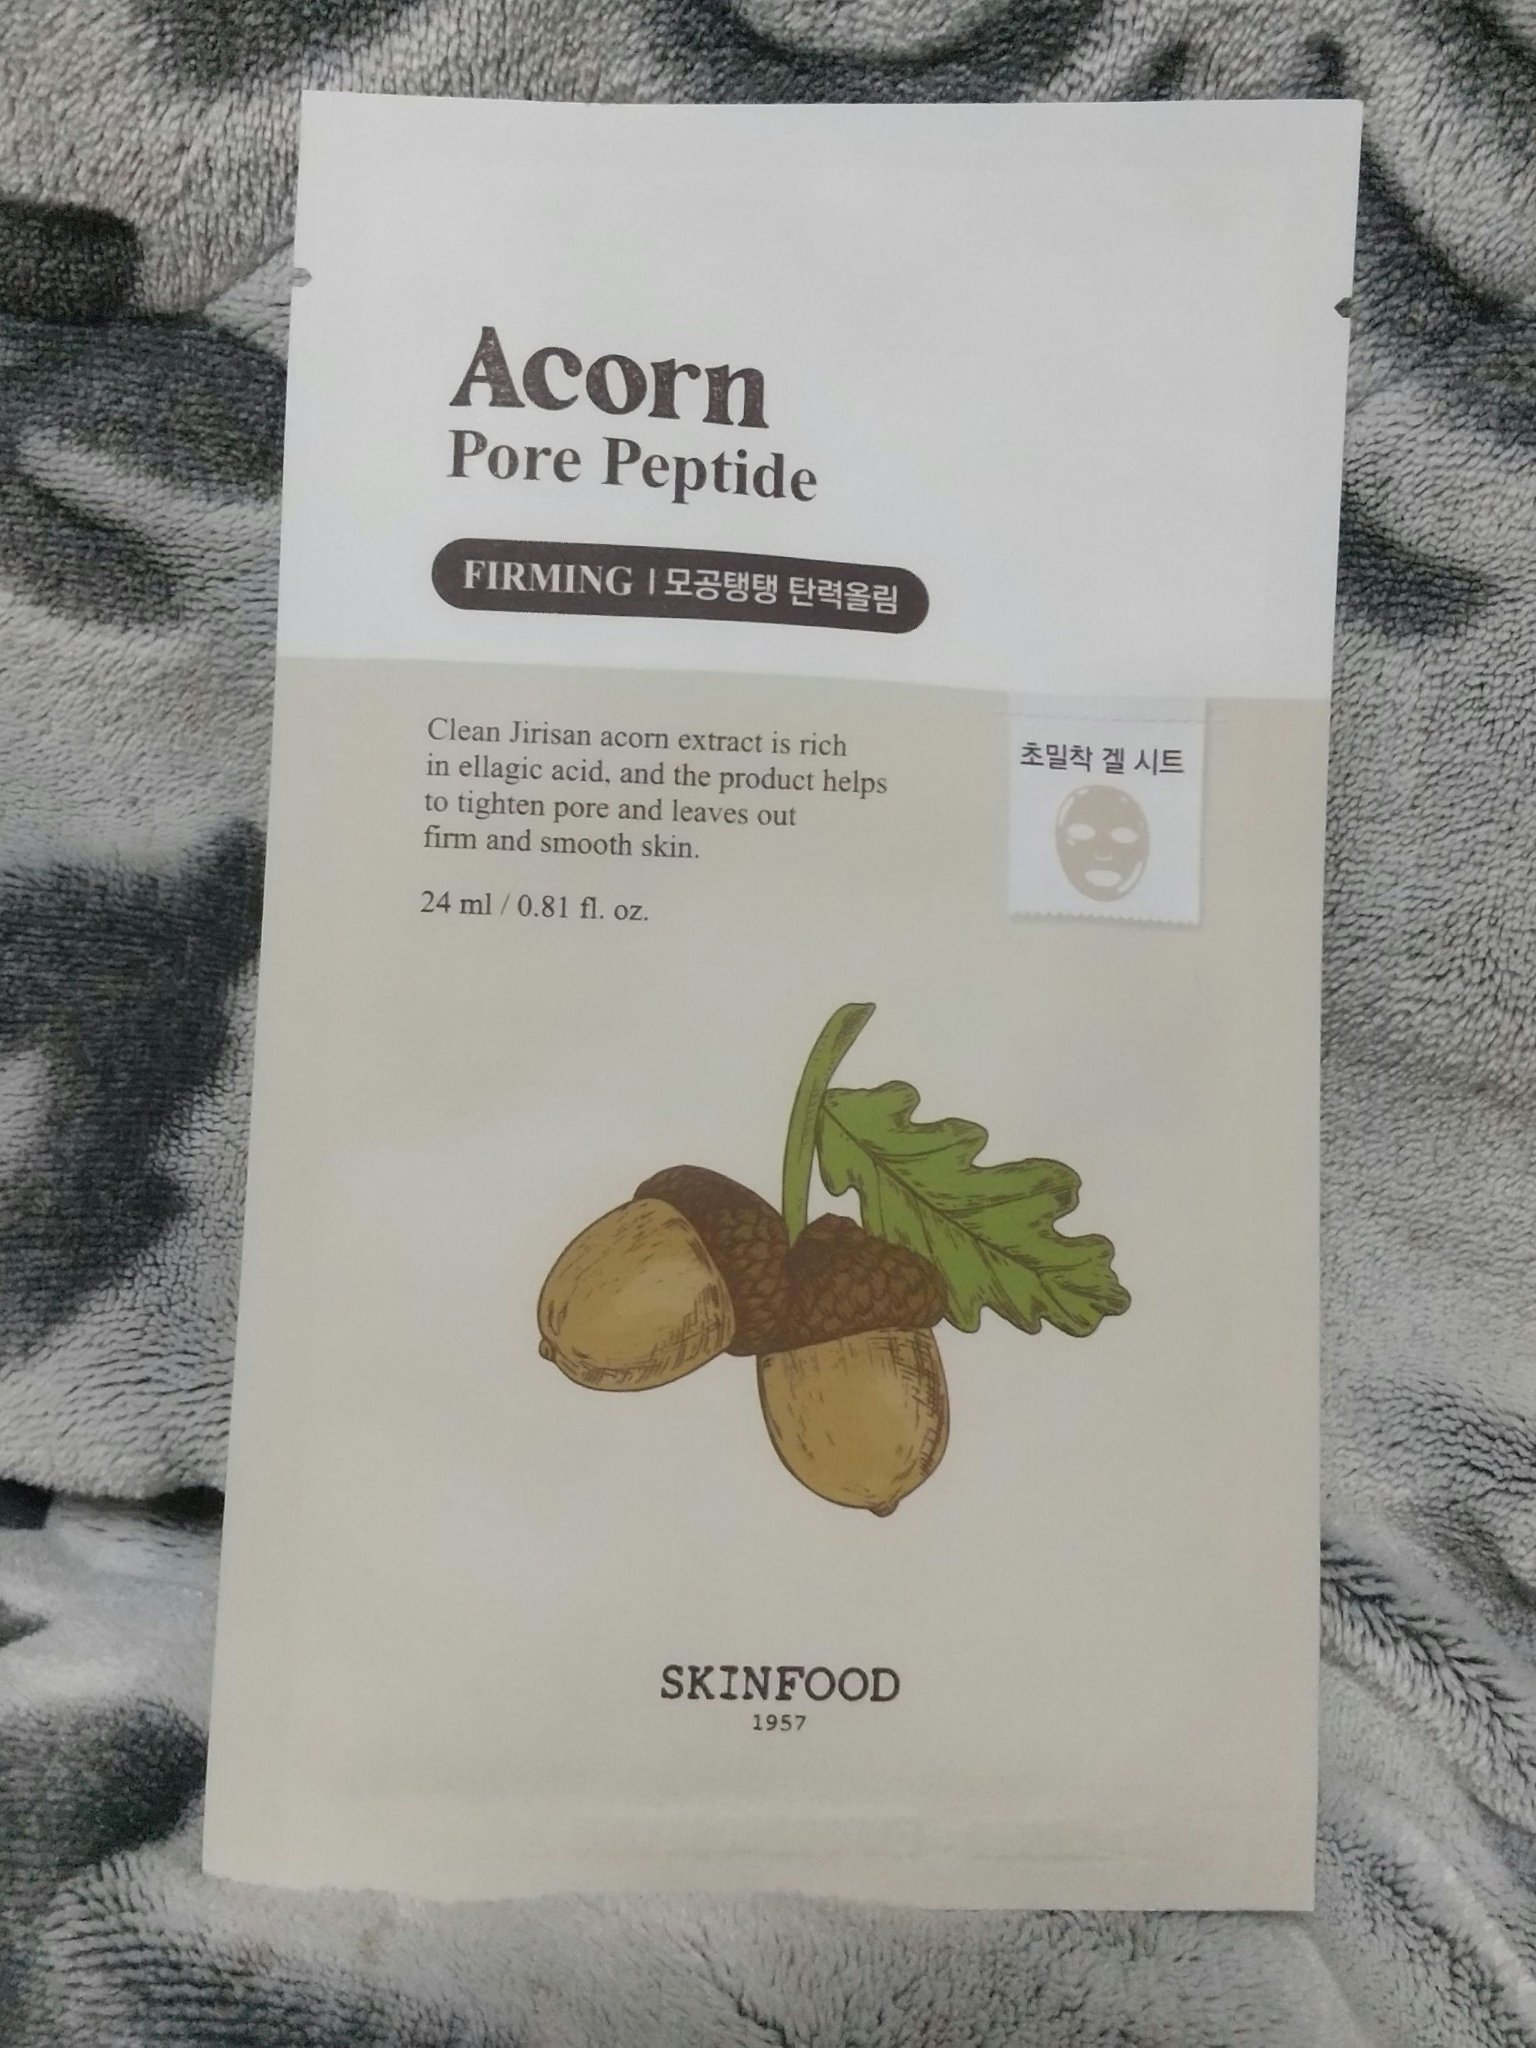 Acorn
Pore Peptide
FIRMING | 모공탱탱 탄력올림
Clean Jirisan acorn extract is rich
in ellagic acid, and the product helps
to tighten pore and leaves out
firm and smooth skin.
24 ml / 0.81 fl. oz.
초밀착 겔 시트
SKINFOOD
1957